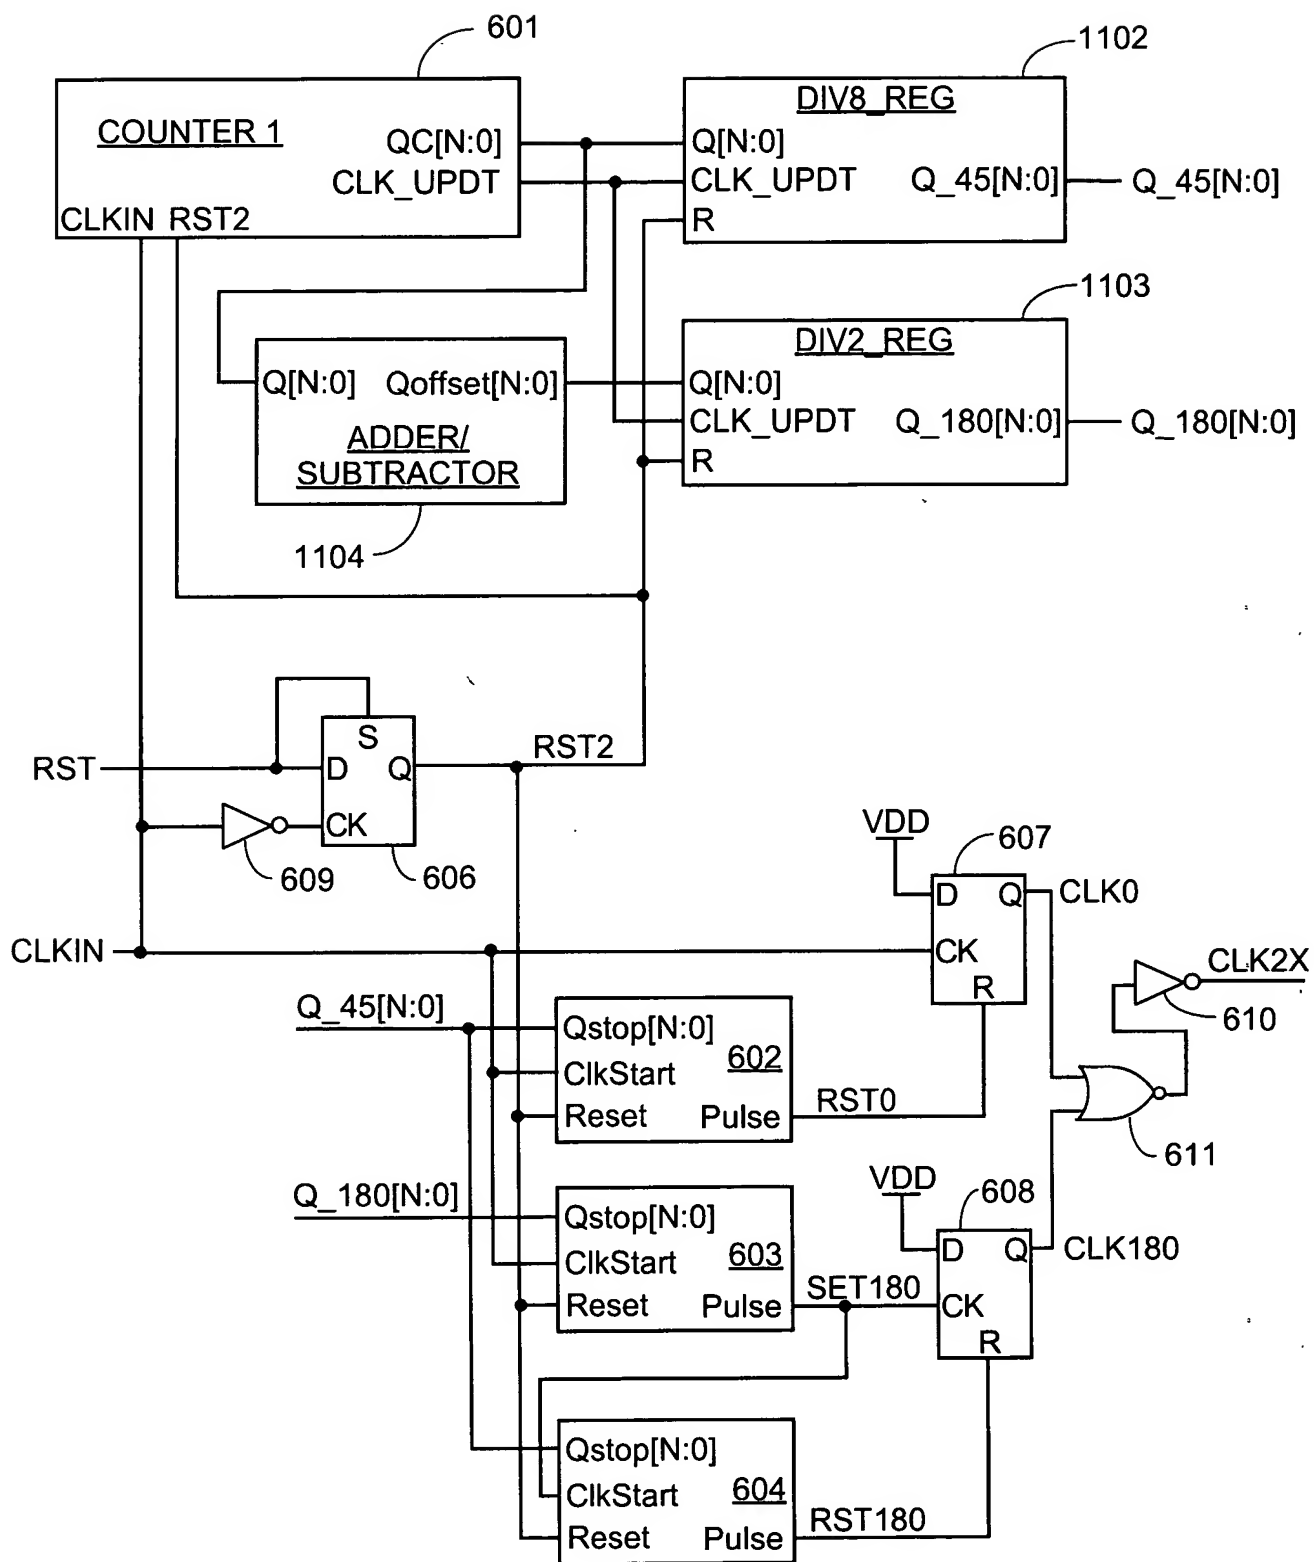 601
1102
COUNTER 1
QC[N:0]
CLK_UPDT
CLKIN RST2
DIV8_REG
Q[N:0]
CLK_UPDT
R
Q_45[N:0]
Q_45[N:0]
1103
DIV2_REG
Q[N:0]
CLK_UPDT
R
Q_180[N:0]
Q_180[N:0]
Q[N:0]
Qoffset[N:0]
ADDER/
SUBTRACTOR
1104
RST
S
D
Q
CK
RST2
609
606
VDD
607
D
Q
CK
R
CLK0
CLKIN
CLK2X
610
Q_45[N:0]
Qstop[N:0]
ClkStart
Reset
602
Pulse
RST0
611
VDD
608
D
Q
CK
R
CLK180
Q_180[N:0]
Qstop[N:0]
ClkStart
Reset
603
Pulse
SET180
Qstop[N:0]
ClkStart
Reset
604
Pulse
RST180